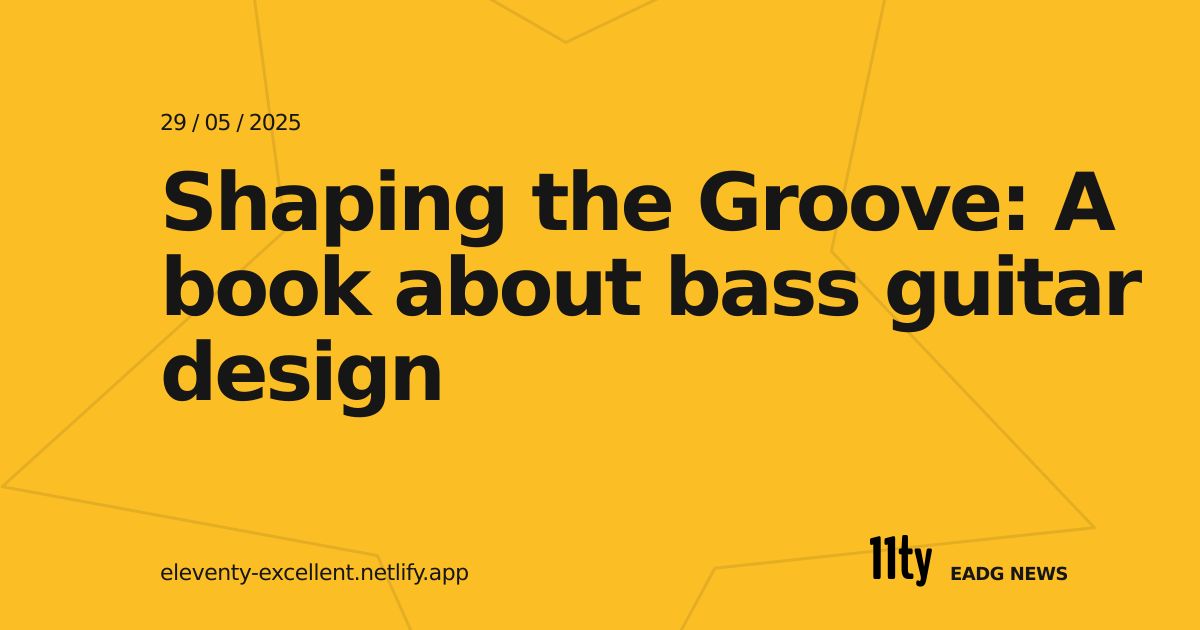 29 / 05 / 2025
Shaping the Groove: A
book about bass guitar
design
eleventy-excellent.netlify.app
11ty EADG NEWS